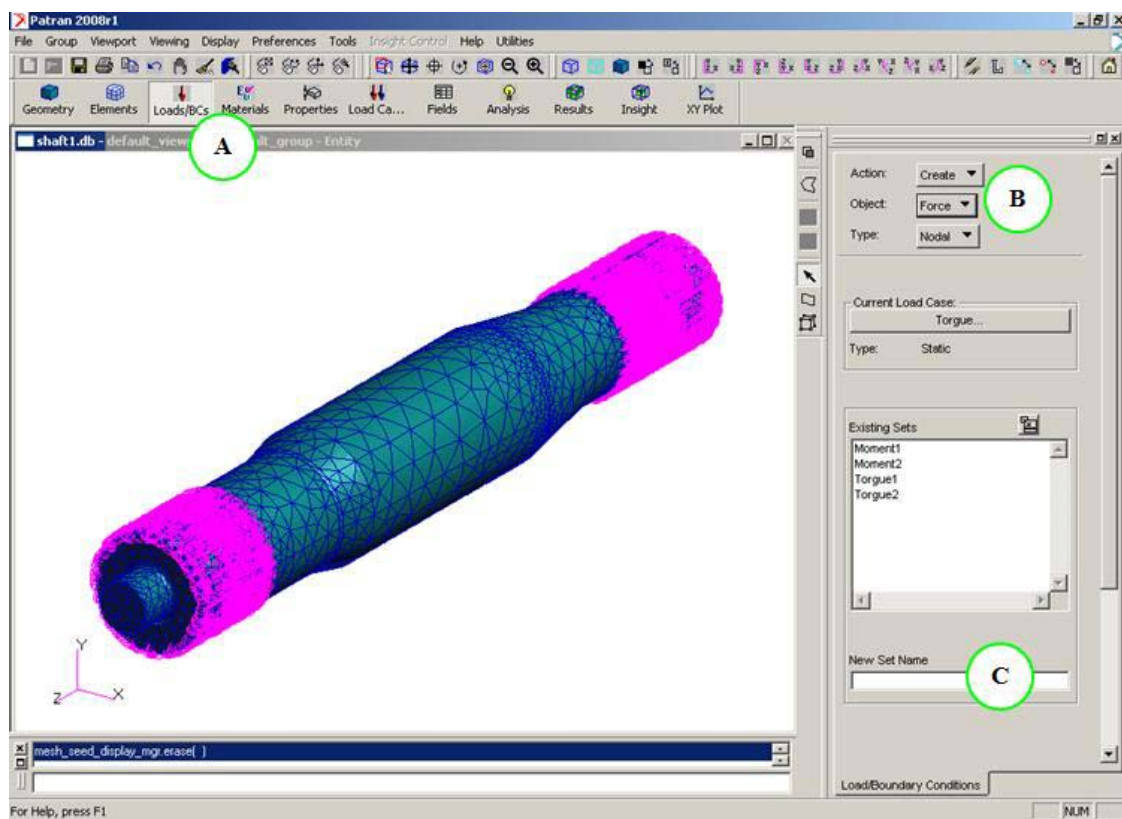 Patran 2008r1
File Group Viewport Viewing Display Preferences Tools Insight Control Help Utilities
Geometry Elements Loads/BCs Materials Properties Load Ca... Fields Analysis Results Insight XY Plot
A
shaft1.db - default_view alt_group - Entity
Action: Create
B
Object: Force
Type: Nodal
Current Load Case:
Torgue...
Type: Static
Existing Sets
Moment1
Moment2
Torgue1
Torgue2
New Set Name
C
Y
Z X
mesh_seed_display_mgr.erase( )
Load/Boundary Conditions
For Help, press F1
NUM